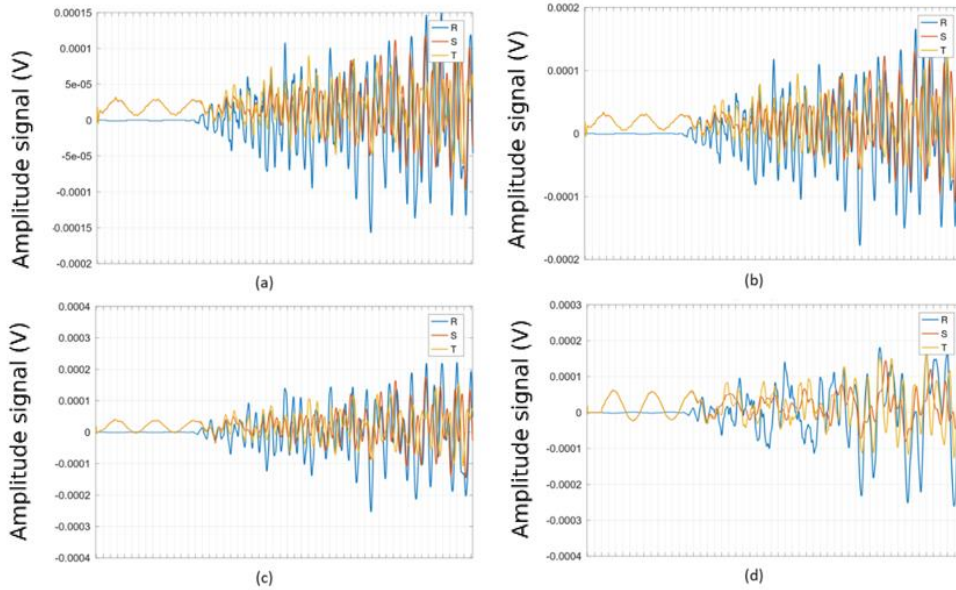 Amplitude signal (V)
0.00015
0.0001
5e-05
0
-5e-05
-0.0001
-0.00015
-0.0002
R
S
T
(a)
Amplitude signal (V)
0.0002
0.0001
0
-0.0001
-0.0002
R
S
T
(b)
Amplitude signal (V)
0.0004
0.0003
0.0002
0.0001
0
-0.0001
-0.0002
-0.0003
-0.0004
R
S
T
(c)
Amplitude signal (V)
0.0003
0.0002
0.0001
0
-0.0001
-0.0002
-0.0003
-0.0004
R
S
T
(d)